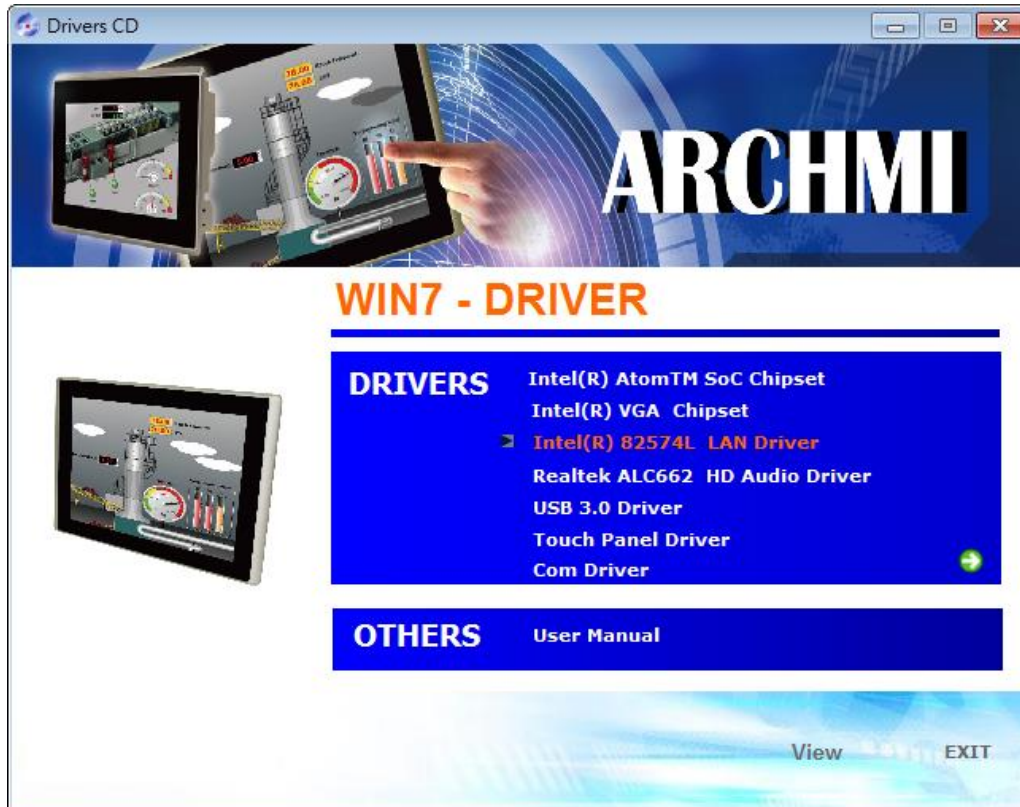 Drivers CD
ARCHMI
WIN7 - DRIVER
DRIVERS
Intel(R) AtomTM SoC Chipset
Intel(R) VGA Chipset
Intel(R) 82574L LAN Driver
Realtek ALC662 HD Audio Driver
USB 3.0 Driver
Touch Panel Driver
Com Driver
OTHERS
User Manual
View
EXIT